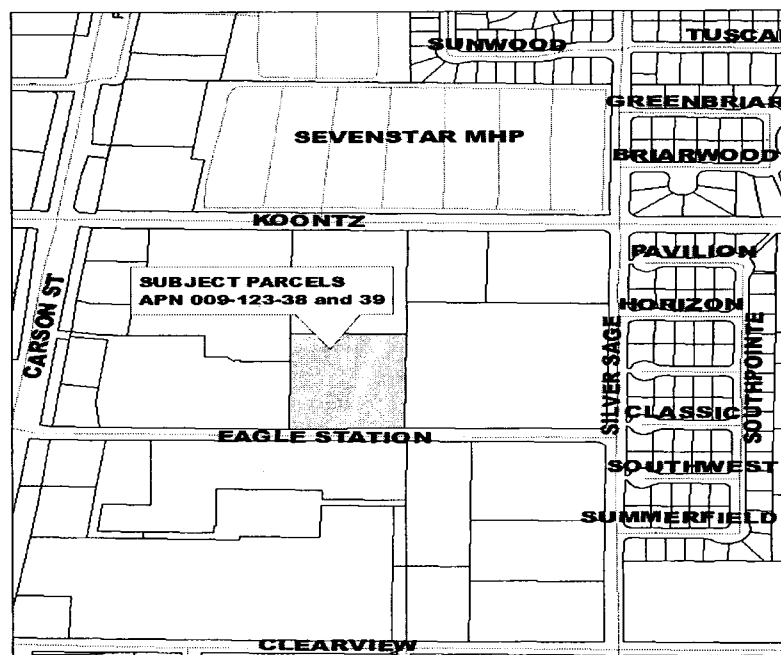 SUNWOOD
TUSCA
GREENBRIAR
SEVENSTAR MHP
BRIARWOOD
KOONTZ
PAVILION
SUBJECT PARCELS
APN 009-123-38 and 39
HORIZON
CARSON ST
SILVER SAGE
SOUTHPOINTE
CLASSIC
EAGLE STATION
SOUTHWEST
SUMMERFIELD
CLEARVIEW